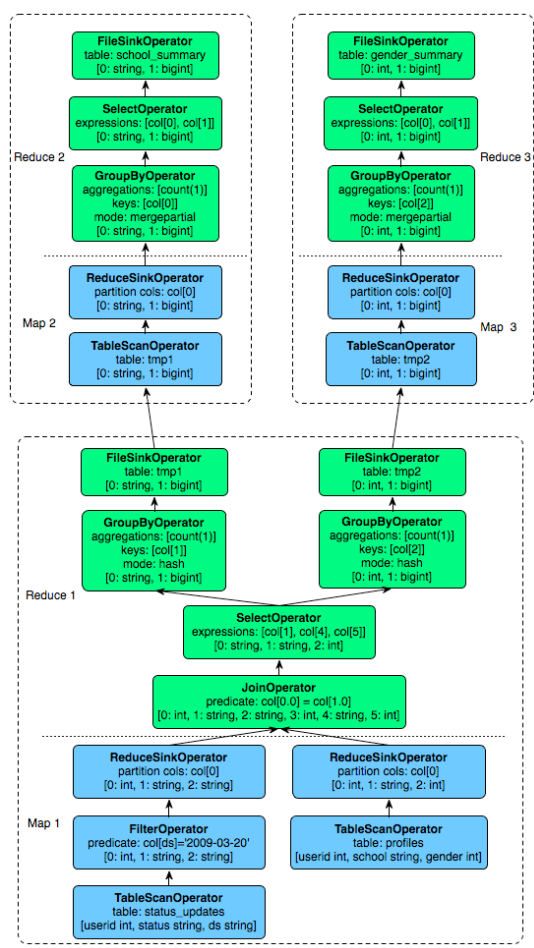 FileSinkOperator
table: school_summary
[0: string, 1: bigint]
SelectOperator
expressions: [col[0], col[1]]
[0: string, 1: bigint]
Reduce 2
GroupByOperator
aggregations: [count(1)]
keys: [col[0]]
mode: mergepartial
[0: string, 1: bigint]
ReduceSinkOperator
partition cols: col[0]
[0: string, 1: bigint]
Map 2
TableScanOperator
table: tmp1
[0: string, 1: bigint]
FileSinkOperator
table: gender_summary
[0: int, 1: bigint]
SelectOperator
expressions: [col[0], col[1]]
[0: int, 1: bigint]
Reduce 3
GroupByOperator
aggregations: [count(1)]
keys: [col[2]]
mode: mergepartial
[0: int, 1: bigint]
ReduceSinkOperator
partition cols: col[0]
[0: int, 1: bigint]
Map 3
TableScanOperator
table: tmp2
[0: int, 1: bigint]
FileSinkOperator
table: tmp1
[0: string, 1: bigint]
FileSinkOperator
table: tmp2
[0: int, 1: bigint]
GroupByOperator
aggregations: [count(1)]
keys: [col[1]]
mode: hash
[0: string, 1: bigint]
GroupByOperator
aggregations: [count(1)]
keys: [col[2]]
mode: hash
[0: int, 1: bigint]
Reduce 1
SelectOperator
expressions: [col[1], col[4], col[5]]
[0: string, 1: string, 2: int]
JoinOperator
predicate: col[0.0] = col[1.0]
[0: int, 1: string, 2: string, 3: int, 4: string, 5: int]
ReduceSinkOperator
partition cols: col[0]
[0: int, 1: string, 2: string]
ReduceSinkOperator
partition cols: col[0]
[0: int, 1: string, 2: int]
Map 1
FilterOperator
predicate: col[ds]='2009-03-20'
[0: int, 1: string, 2: string]
TableScanOperator
table: profiles
[userid int, school string, gender int]
TableScanOperator
table: status_updates
[userid int, status string, ds string]